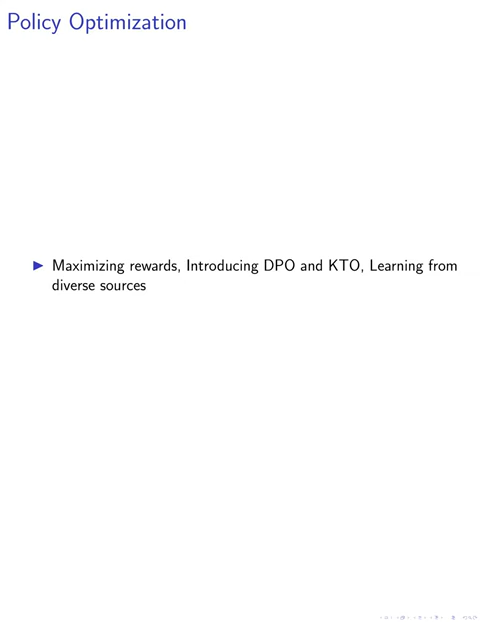 Policy Optimization
Maximizing rewards, Introducing DPO and KTO, Learning from
diverse sources